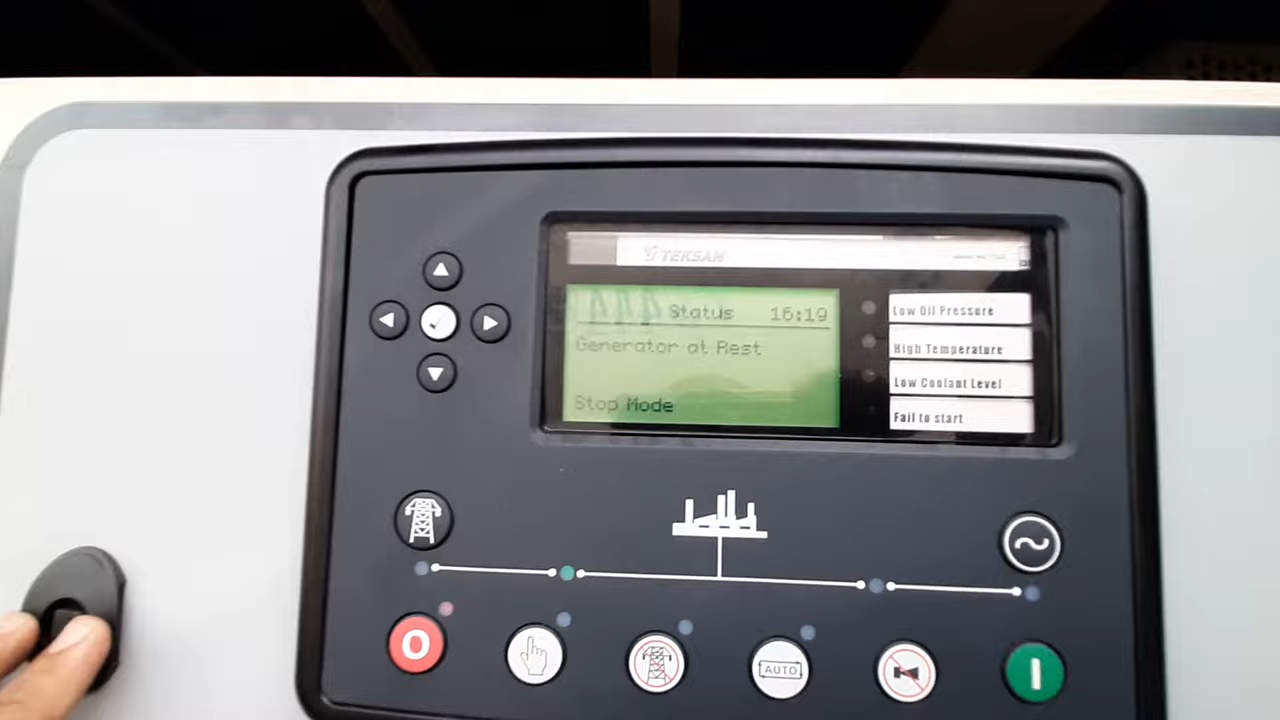 TEKSAN
Status 16:19
Generator at Rest
Stop Mode
Low Oil Pressure
High Temperature
Low Coolant Level
Fail to start
O
AUTO
I